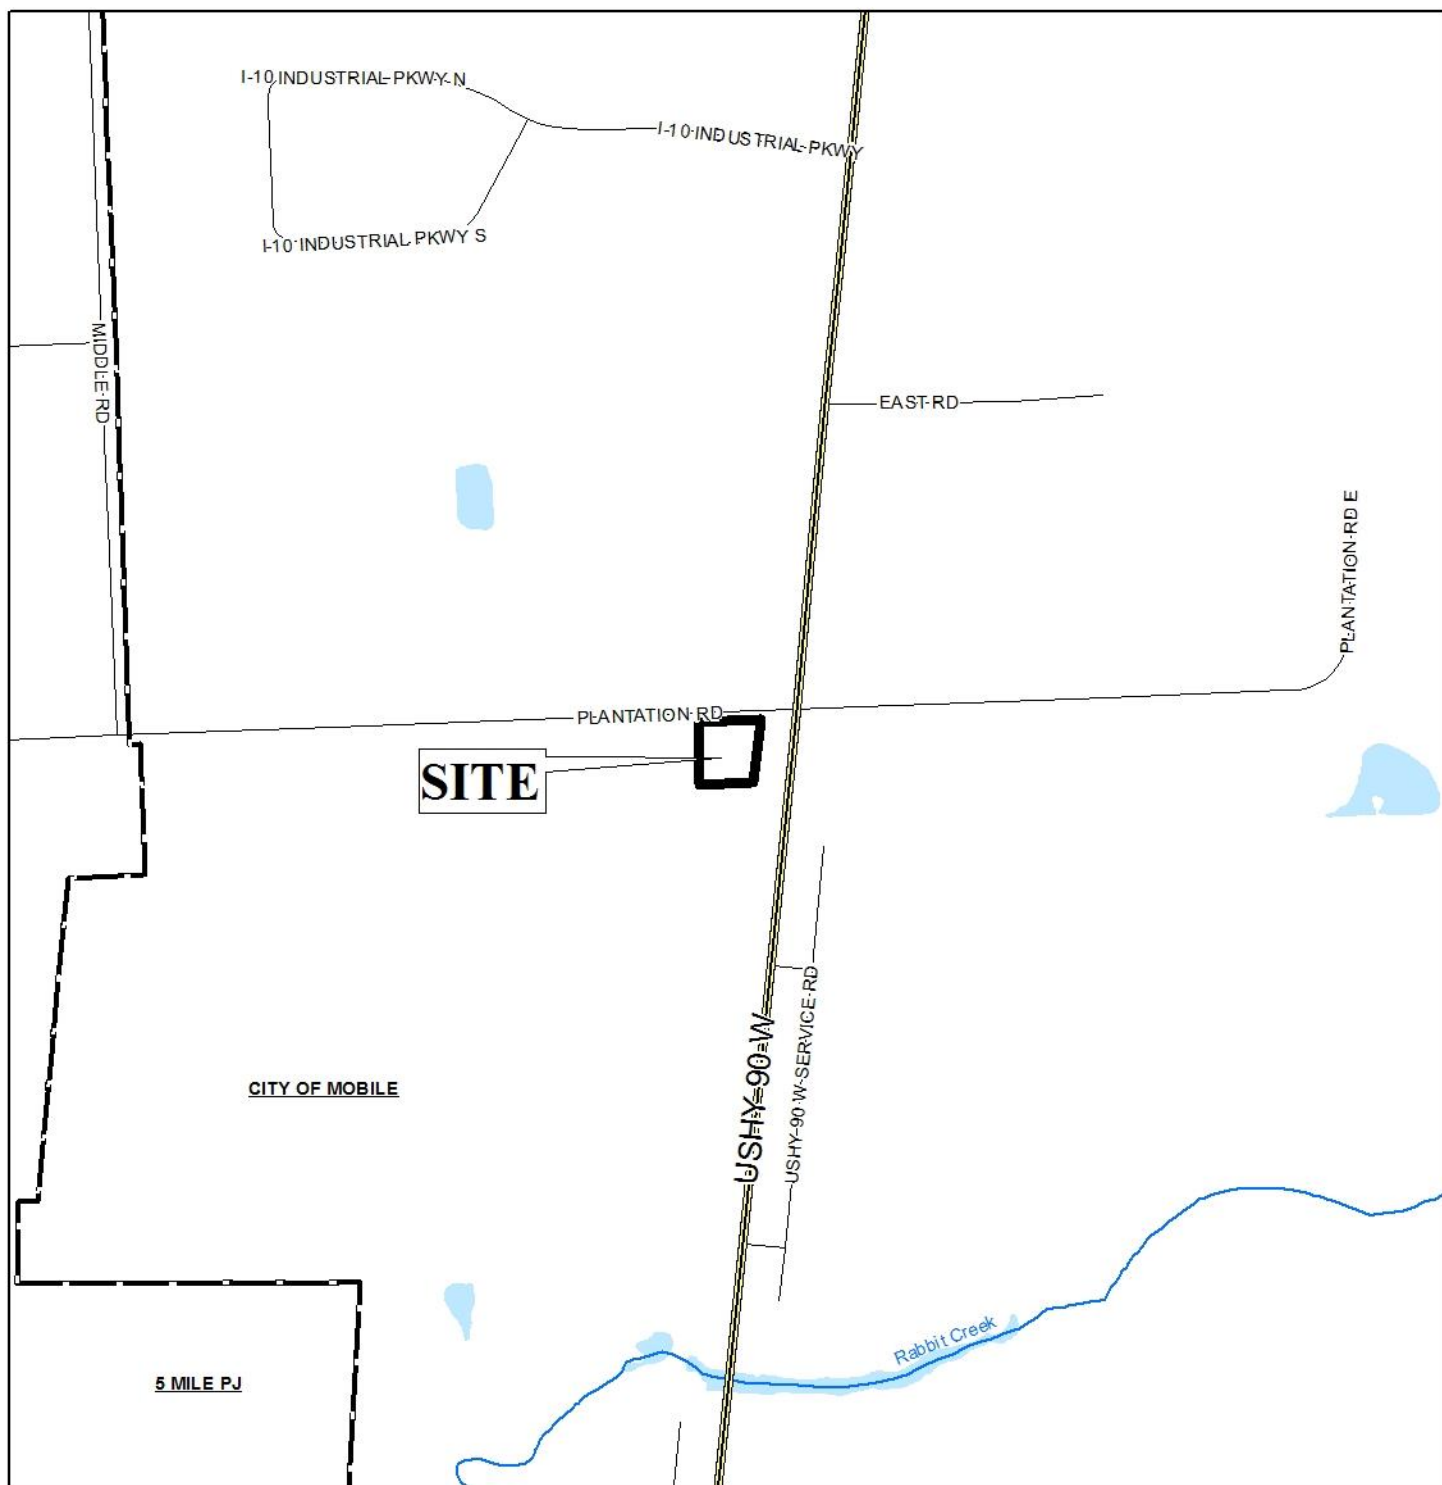 I-10 INDUSTRIAL PKWY N
I-10 INDUSTRIAL PKWY
I-10 INDUSTRIAL PKWY S
MIDDLE RD
EAST RD
PLANTATION RD E
PLANTATION RD
SITE
USHY 90 W
USHY 90 W SERVICE RD
CITY OF MOBILE
Rabbit Creek
5 MILE PJ